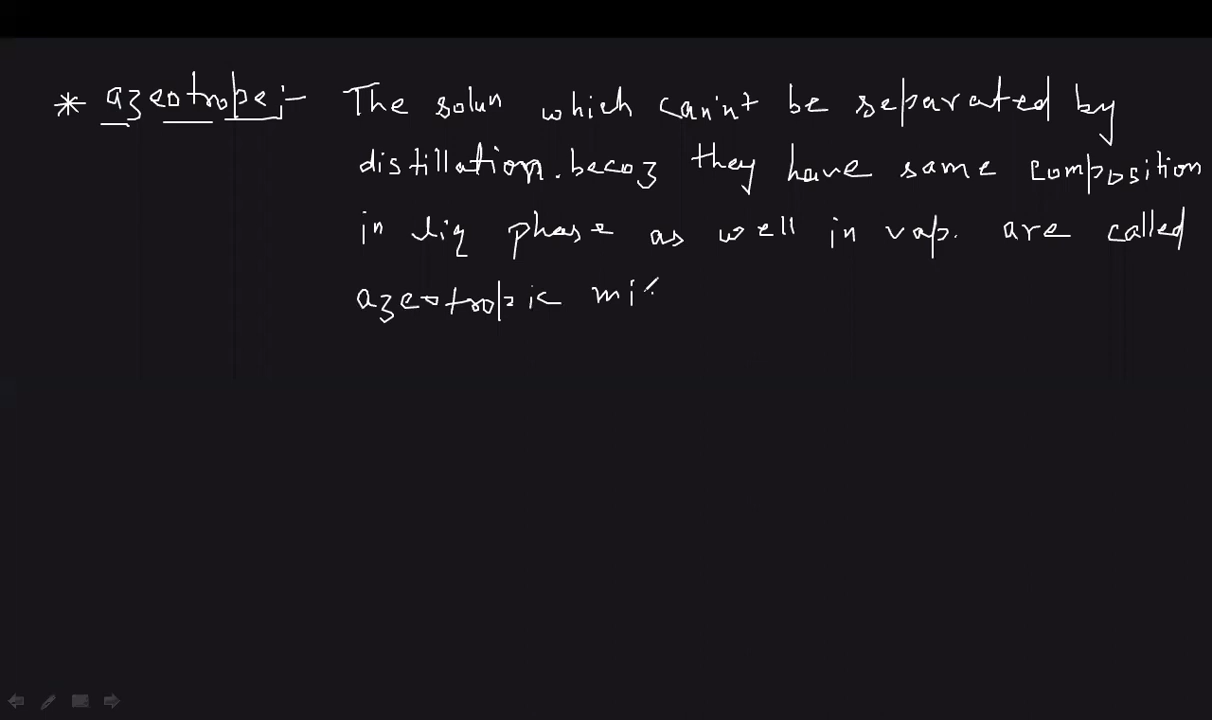 * azeotrope:- The solun which can't be separated by
distillation. becoz they have same composition
in liq phase as well in vap. are called
azeotropic mi